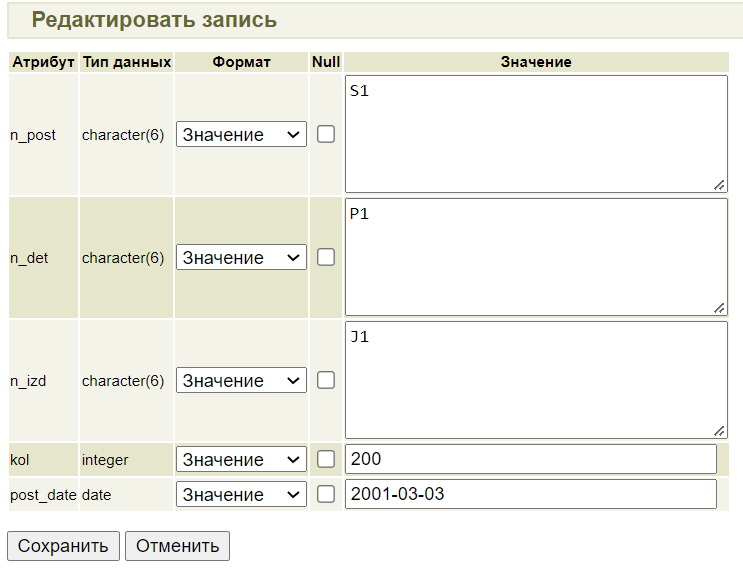 Редактировать запись
Атрибут Тип данных Формат Null Значение
n_post character(6) Значение S1
n_det character(6) Значение P1
n_izd character(6) Значение J1
kol integer Значение 200
post_date date Значение 2001-03-03
Сохранить Отменить